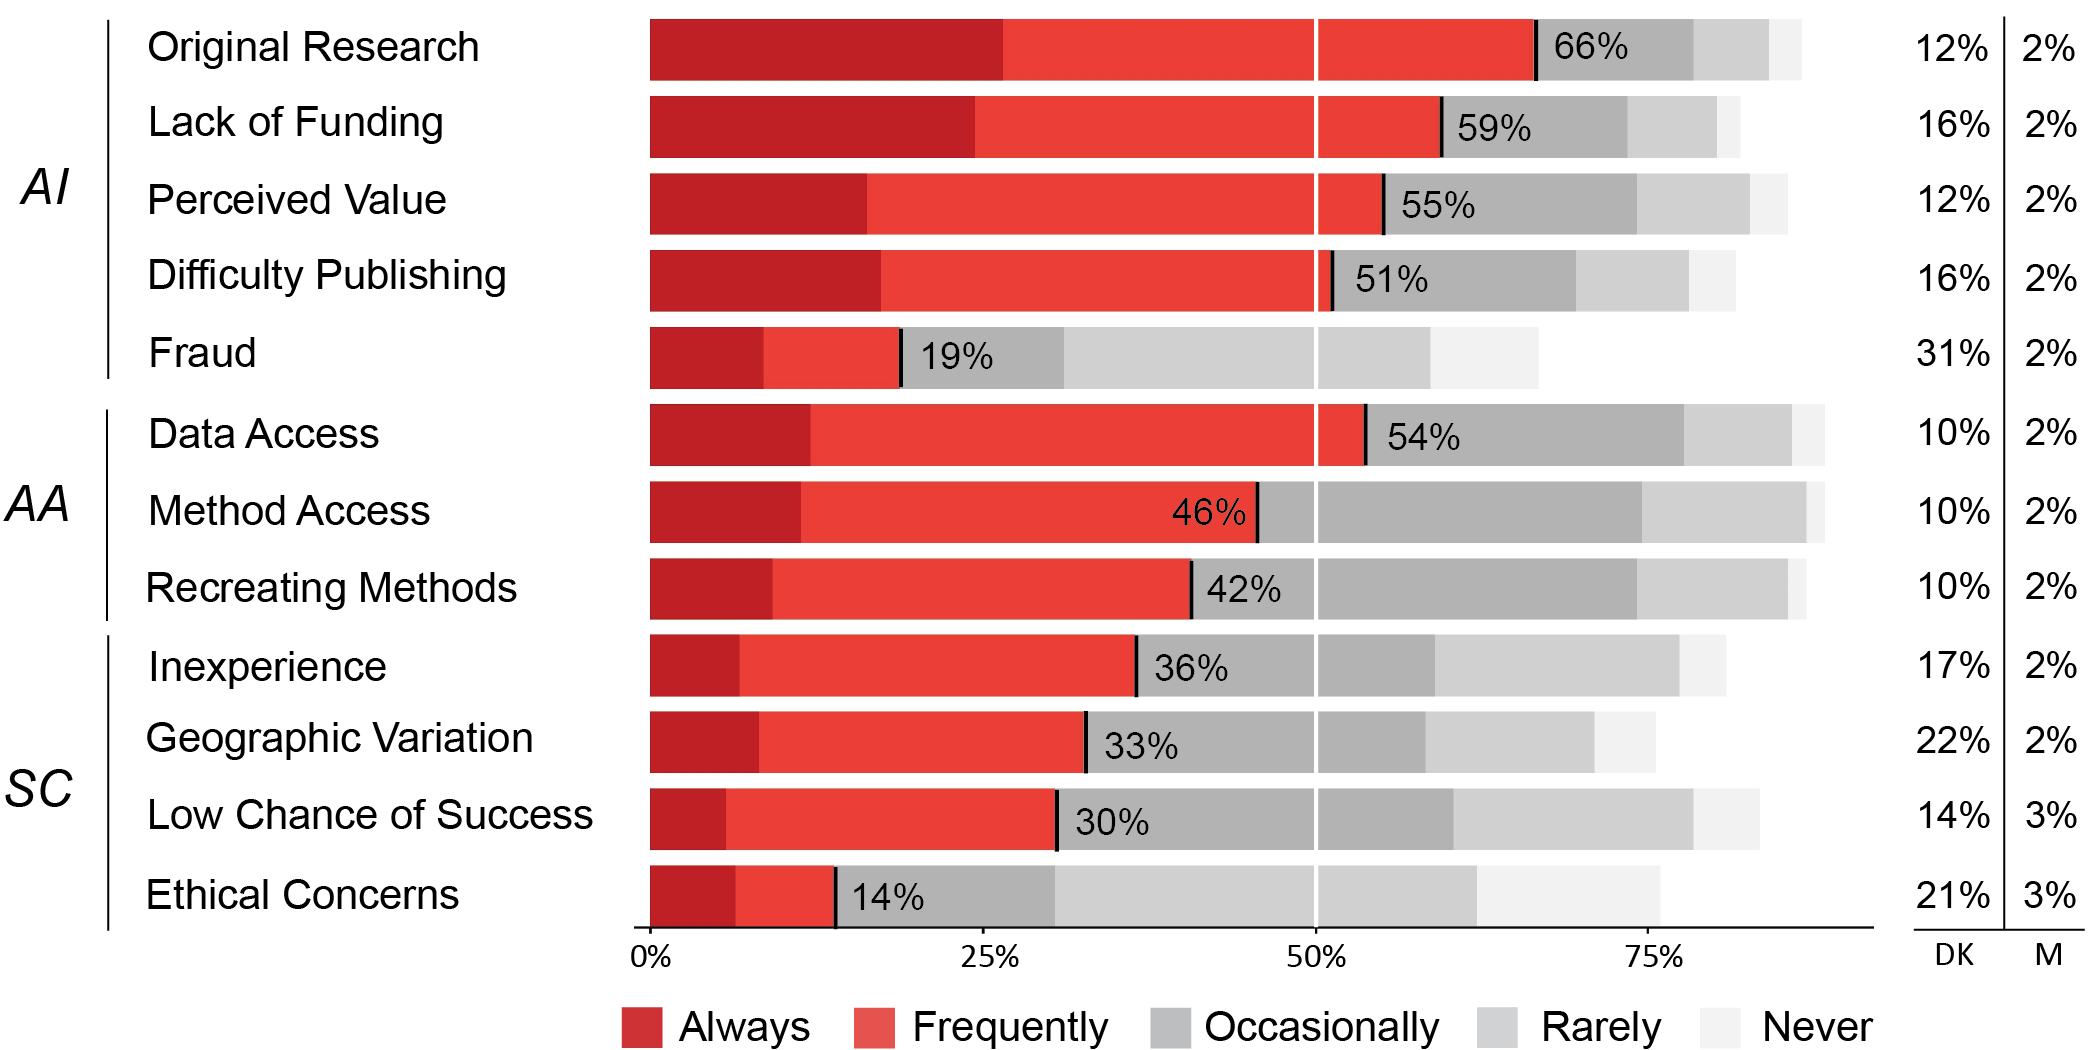 AI
Original Research 66% 12% 2%
Lack of Funding 59% 16% 2%
Perceived Value 55% 12% 2%
Difficulty Publishing 51% 16% 2%
Fraud 19% 31% 2%
AA
Data Access 54% 10% 2%
Method Access 46% 10% 2%
Recreating Methods 42% 10% 2%
SC
Inexperience 36% 17% 2%
Geographic Variation 33% 22% 2%
Low Chance of Success 30% 14% 3%
Ethical Concerns 14% 21% 3%
0% 25% 50% 75% DK M
Always Frequently Occasionally Rarely Never